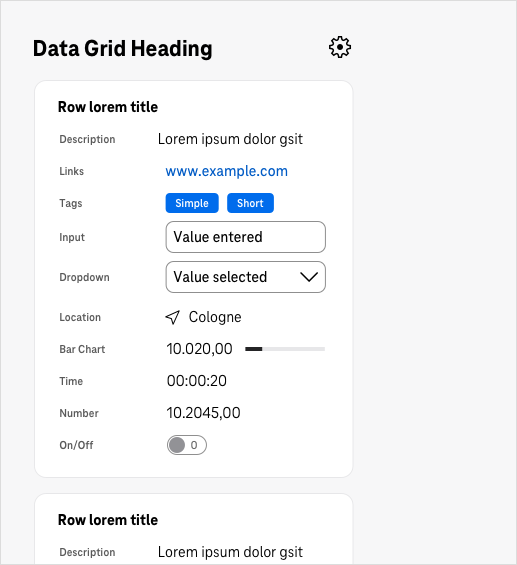 Data Grid Heading
Row lorem title
Description Lorem ipsum dolor gsit
Links www.example.com
Tags Simple Short
Input Value entered
Dropdown Value selected
Location Cologne
Bar Chart 10.020,00
Time 00:00:20
Number 10.2045,00
On/Off 0
Row lorem title
Description Lorem ipsum dolor gsit